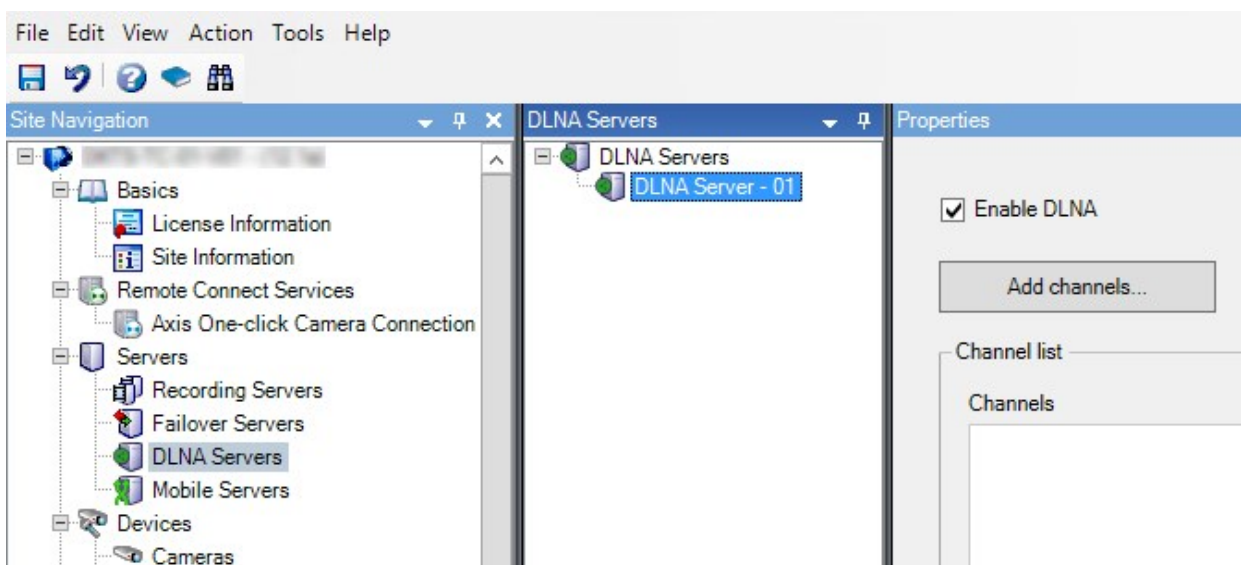 File Edit View Action Tools Help
Site Navigation
Basics
License Information
Site Information
Remote Connect Services
Axis One-click Camera Connection
Servers
Recording Servers
Failover Servers
DLNA Servers
Mobile Servers
Devices
Cameras
DLNA Servers
DLNA Servers
DLNA Server - 01
Properties
Enable DLNA
Add channels...
Channel list
Channels